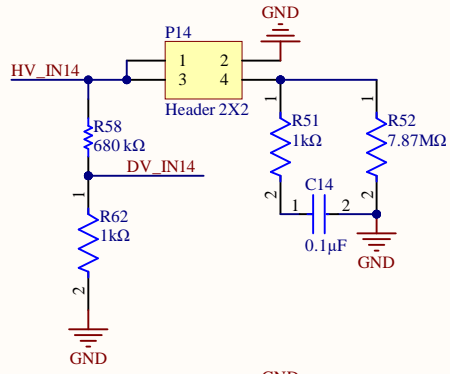 GND
P14
1 2
HV_IN14
3 4
Header 2X2
1
1
R58
680 kΩ
R51
1kΩ
R52
7.87MΩ
DV_IN14
1
2
C14
2
1 2
R62
1kΩ
0.1µF
GND
2
GND
GND